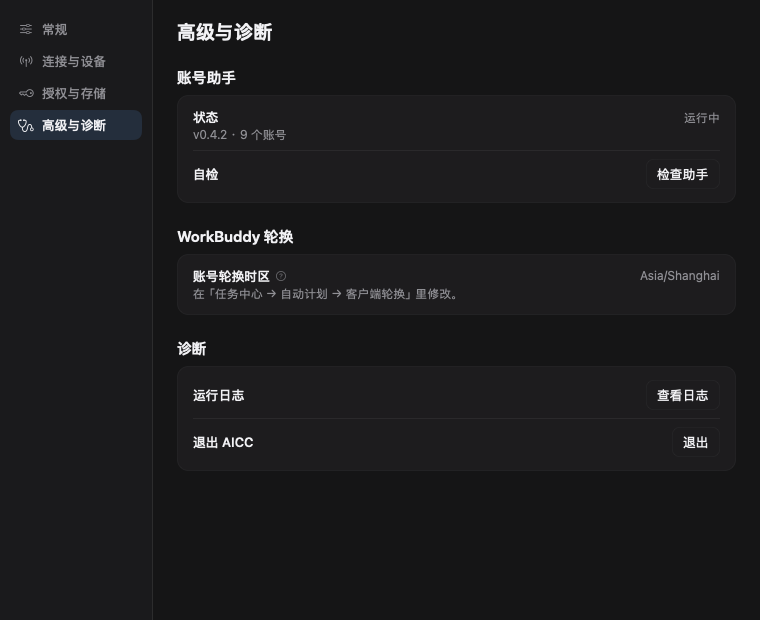 常规
连接与设备
授权与存储
高级与诊断
高级与诊断
账号助手
状态
运行中
v0.4.2 · 9 个账号
自检
检查助手
WorkBuddy 轮换
账号轮换时区
Asia/Shanghai
在「任务中心 → 自动计划 → 客户端轮换」里修改。
诊断
运行日志
查看日志
退出 AICC
退出